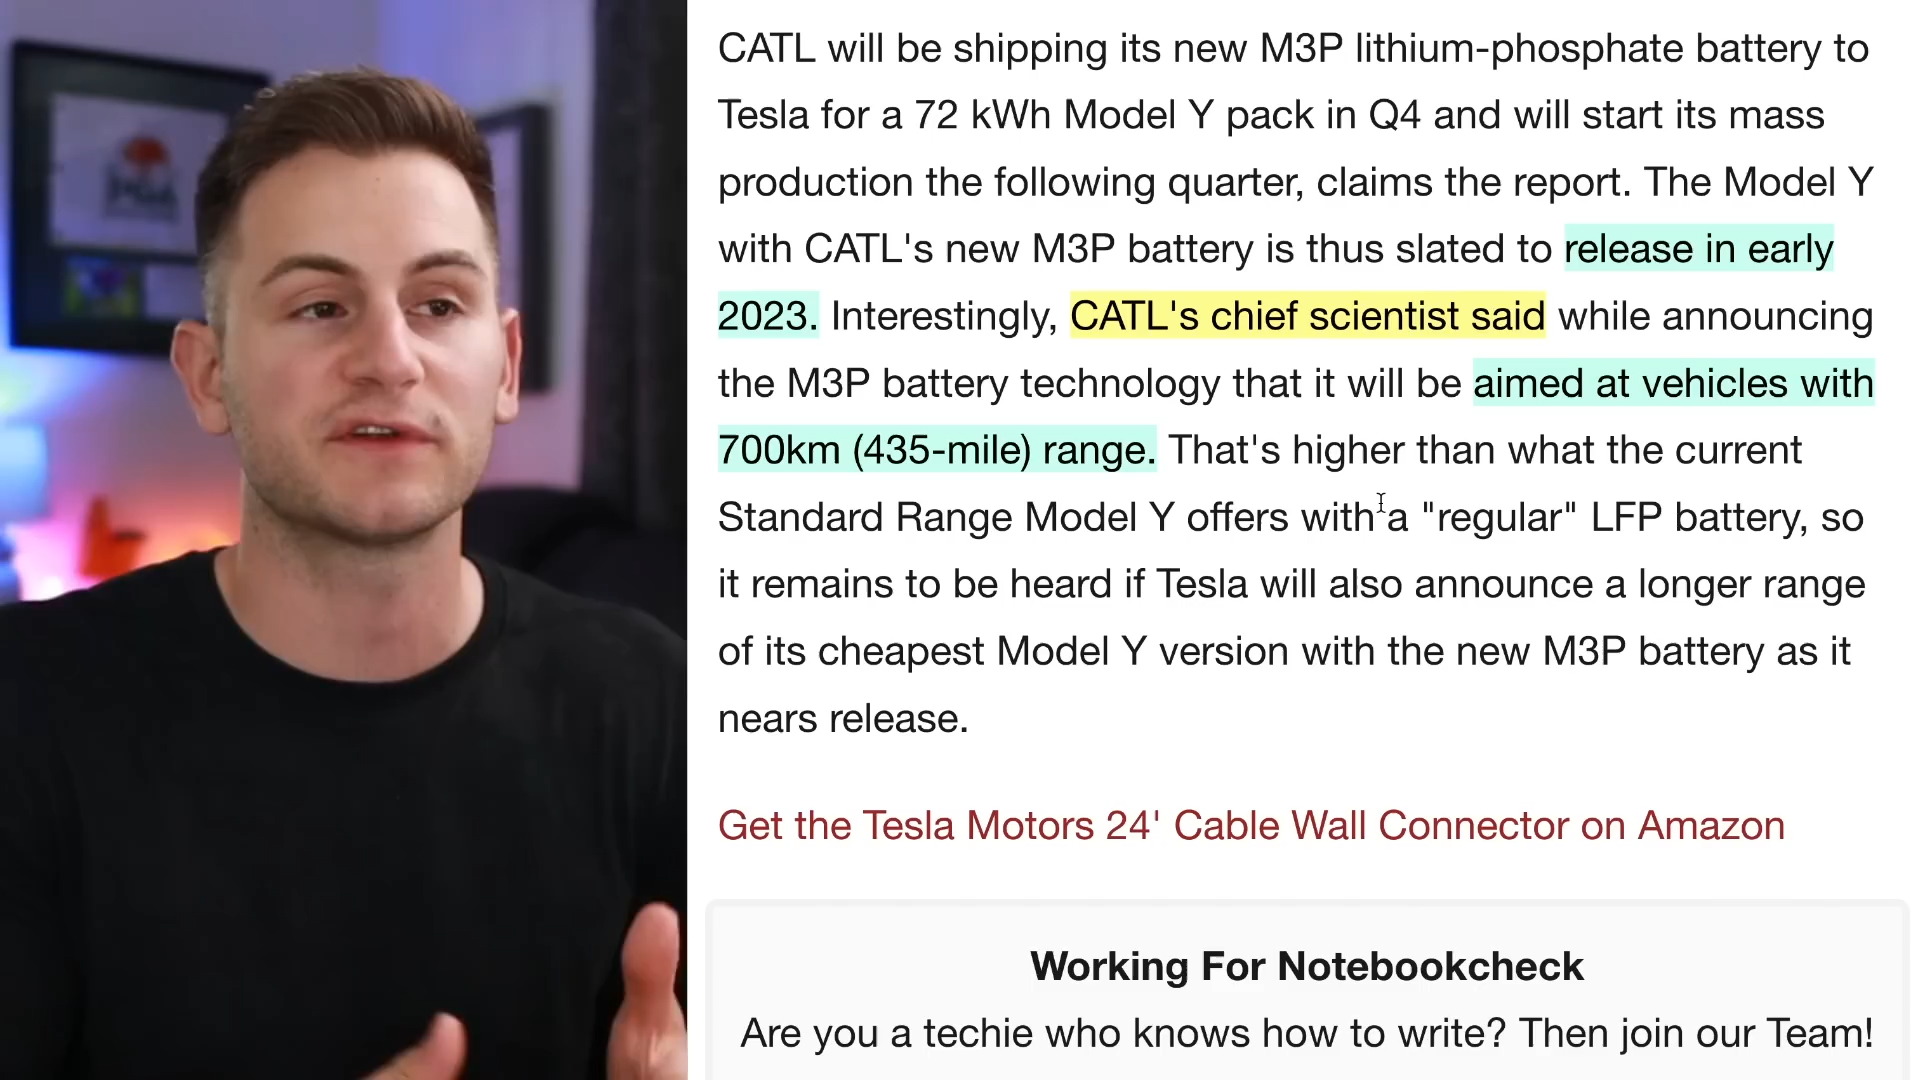 CATL will be shipping its new M3P lithium-phosphate battery to
Tesla for a 72 kWh Model Y pack in Q4 and will start its mass
production the following quarter, claims the report. The Model Y
with CATL's new M3P battery is thus slated to release in early
2023. Interestingly, CATL's chief scientist said while announcing
the M3P battery technology that it will be aimed at vehicles with
700km (435-mile) range. That's higher than what the current
Standard Range Model Y offers with a "regular" LFP battery, so
it remains to be heard if Tesla will also announce a longer range
of its cheapest Model Y version with the new M3P battery as it
nears release.
Get the Tesla Motors 24' Cable Wall Connector on Amazon
Working For Notebookcheck
Are you a techie who knows how to write? Then join our Team!